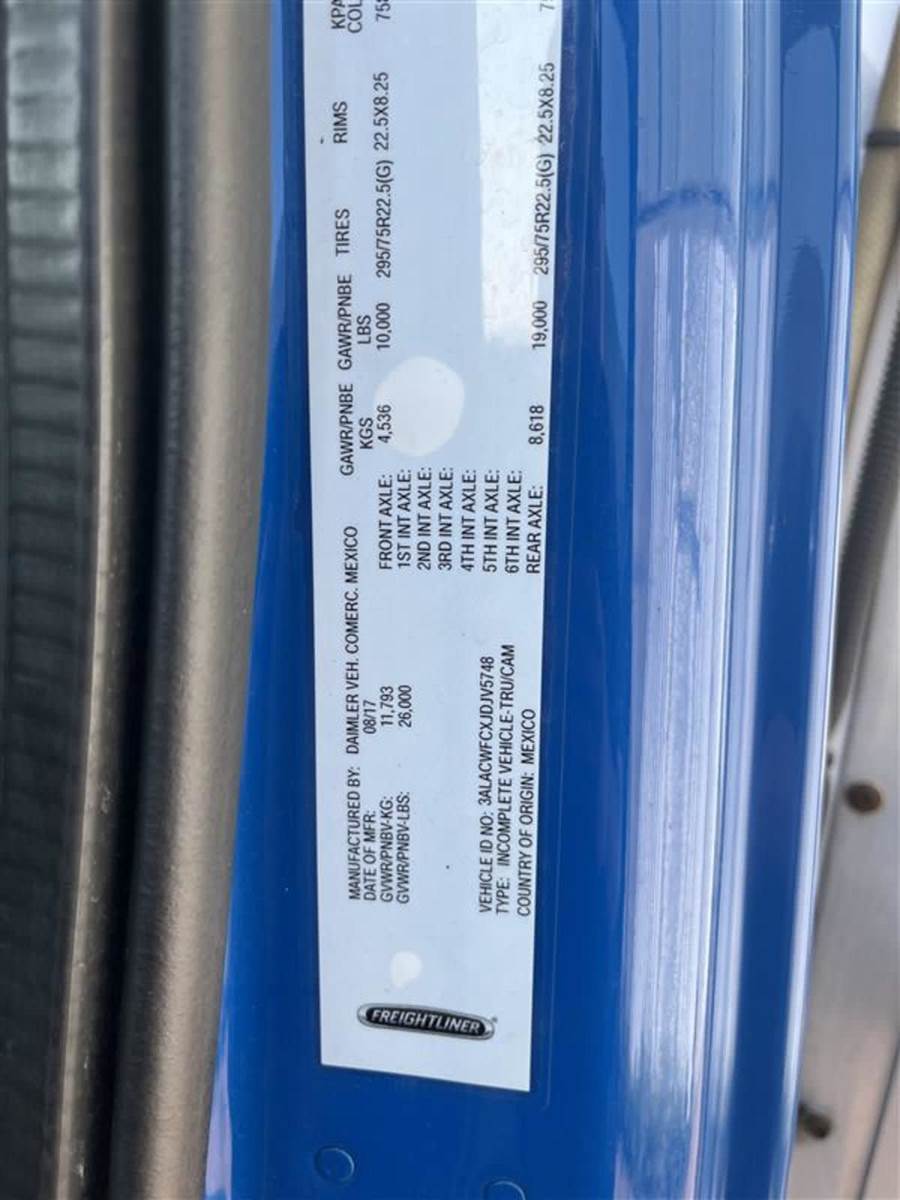 FREIGHTLINER
MANUFACTURED BY: DAIMLER VEH. COMERC. MEXICO
DATE OF MFR: 08/17
GVWR/PNBV-KG: 11,793
GVWR/PNBV-LBS: 26,000
VEHICLE ID NO: 3ALACWFCXJDJV5748
TYPE: INCOMPLETE VEHICLE-TRU/CAM
COUNTRY OF ORIGIN: MEXICO
GAWR/PNBE GAWR/PNBE TIRES RIMS
KGS LBS
FRONT AXLE: 4,536 10,000 295/75R22.5(G) 22.5X8.25
1ST INT AXLE:
2ND INT AXLE:
3RD INT AXLE:
4TH INT AXLE:
5TH INT AXLE:
6TH INT AXLE:
REAR AXLE: 8,618 19,000 295/75R22.5(G) 22.5X8.25